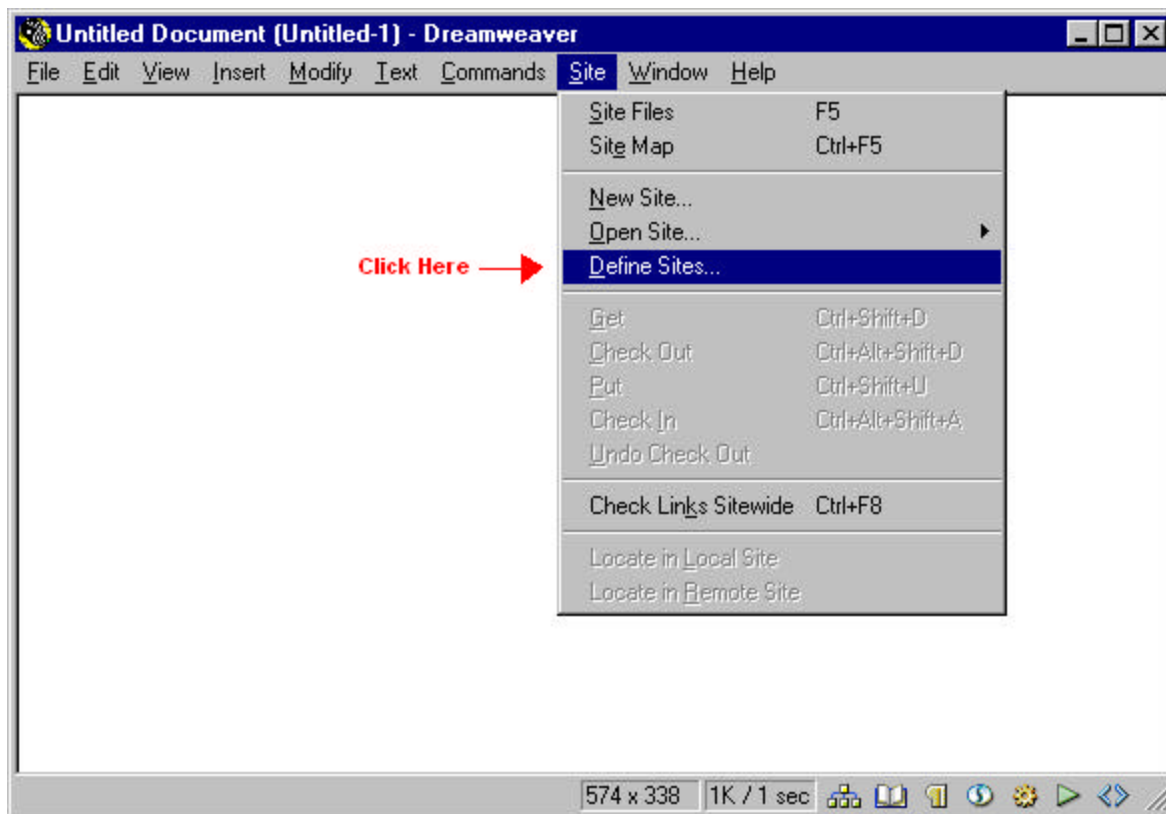 Untitled Document (Untitled-1) - Dreamweaver
File Edit View Insert Modify Text Commands Site Window Help
Site Files F5
Site Map Ctrl+F5
New Site...
Open Site...
Click Here Define Sites...
Get Ctrl+Shift+D
Check Out Ctrl+Alt+Shift+D
Put Ctrl+Shift+U
Check In Ctrl+Alt+Shift+A
Undo Check Out
Check Links Sitewide Ctrl+F8
Locate in Local Site
Locate in Remote Site
574 x 338 1K / 1 sec